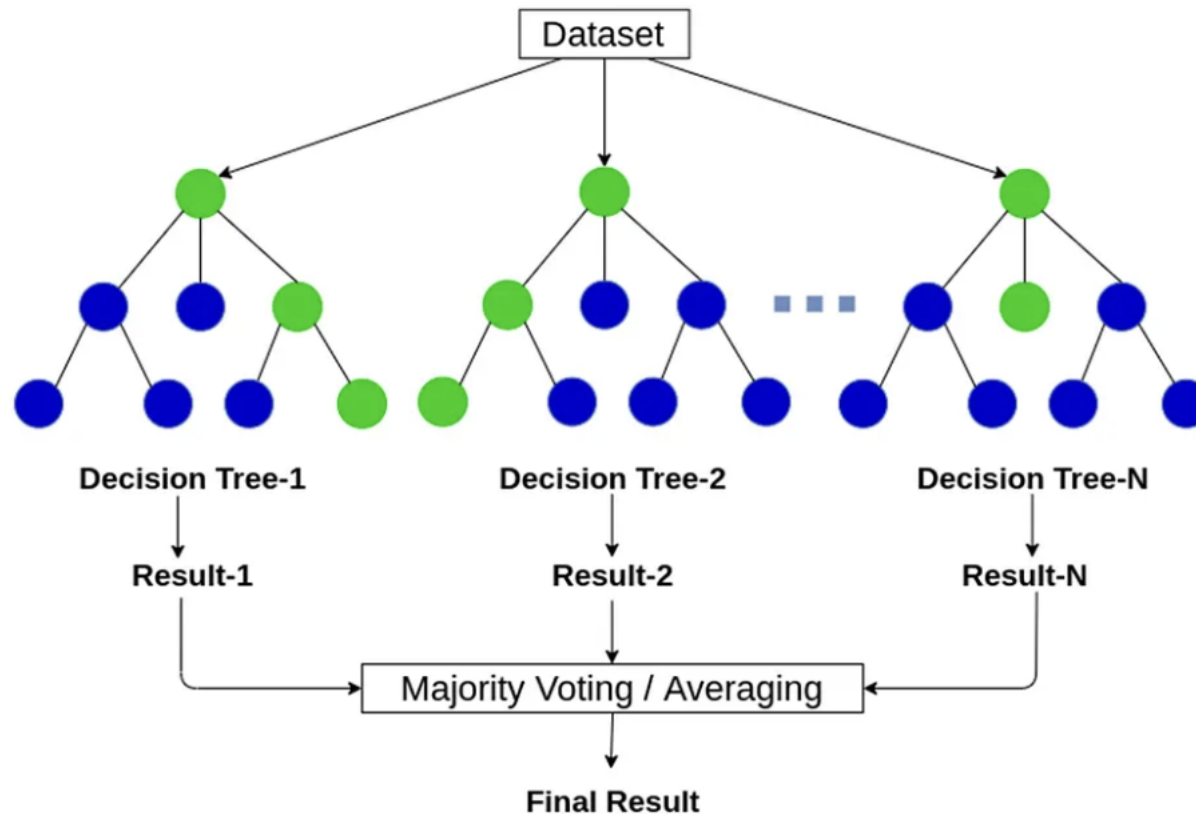 Dataset
Decision Tree-1
Decision Tree-2
Decision Tree-N
Result-1
Result-2
Result-N
Majority Voting / Averaging
Final Result